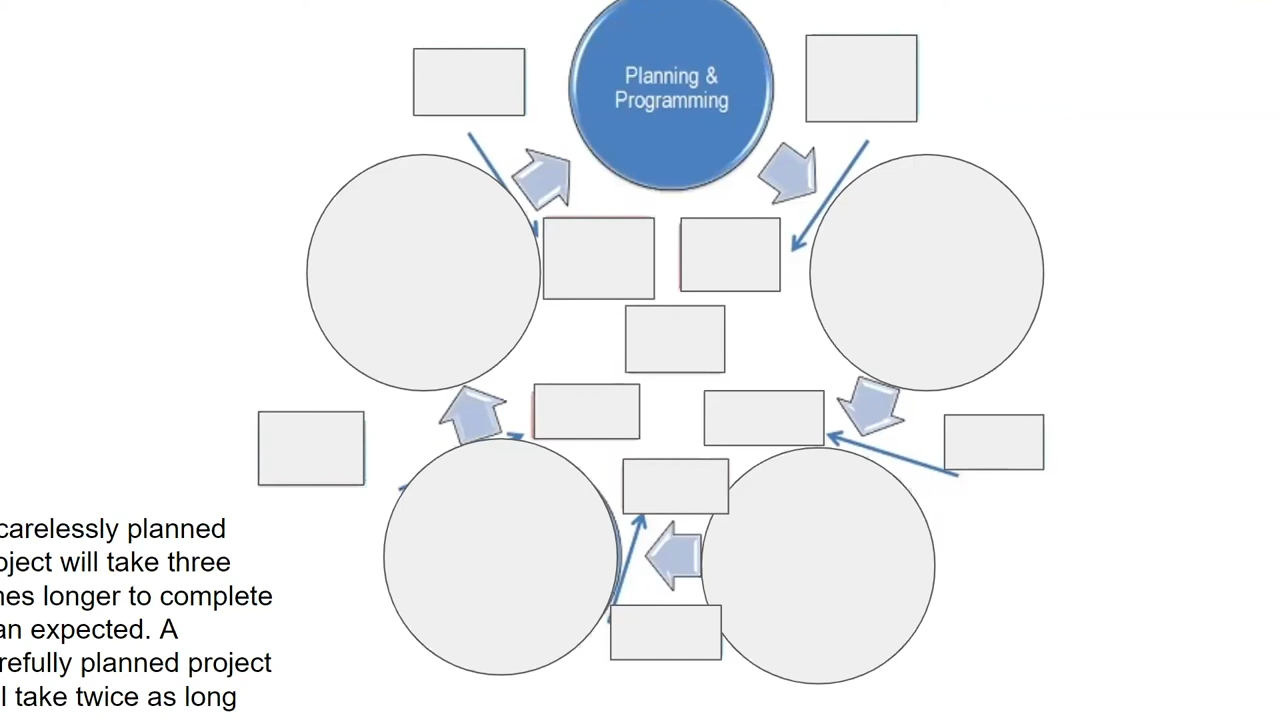 Planning &
Programming
carelessly planned
oject will take three
nes longer to complete
an expected. A
refully planned project
l take twice as long